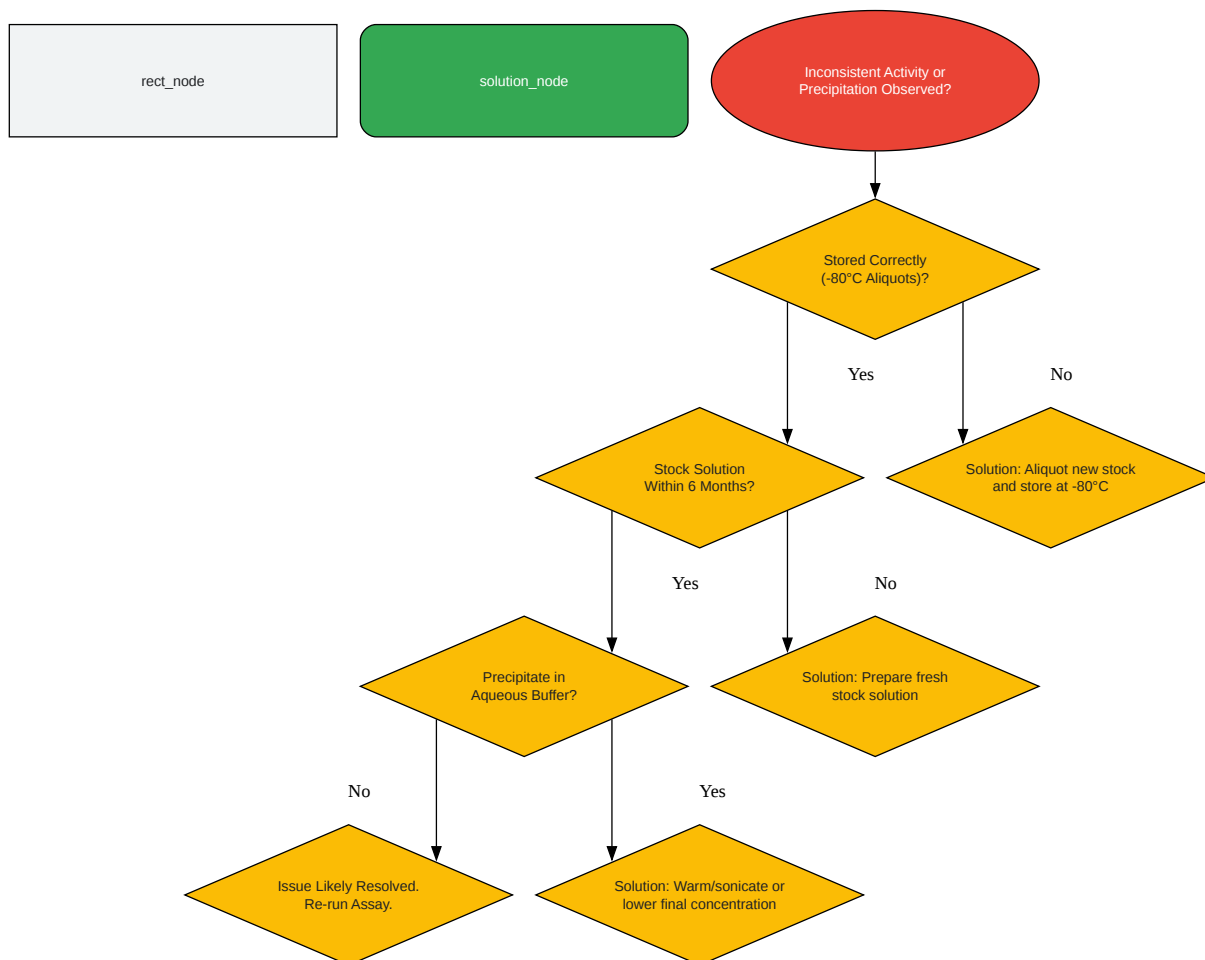 rect_node
solution_node
Inconsistent Activity or
Precipitation Observed?
Stored Correctly
(-80°C Aliquots)?
Yes
No
Stock Solution
Within 6 Months?
Solution: Aliquot new stock
and store at -80°C
Yes
No
Precipitate in
Aqueous Buffer?
Solution: Prepare fresh
stock solution
No
Yes
Issue Likely Resolved.
Re-run Assay.
Solution: Warm/sonicate or
lower final concentration